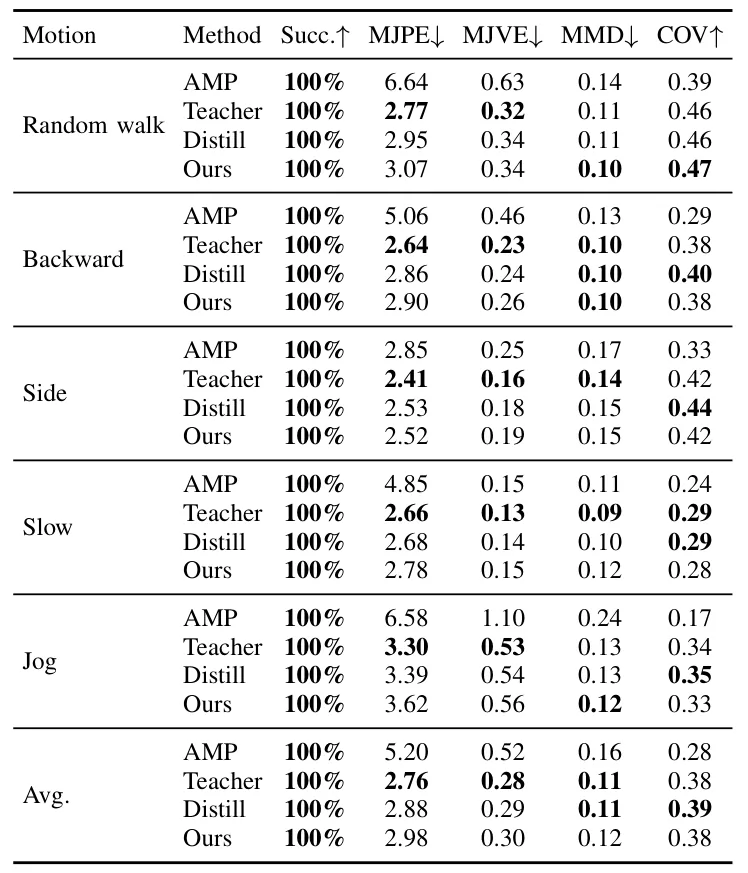 Motion Method Succ.↑ MJPE↓ MJVE↓ MMD↓ COV↑
AMP 100% 6.64 0.63 0.14 0.39
Teacher 100% 2.77 0.32 0.11 0.46
Random walk
Distill 100% 2.95 0.34 0.11 0.46
Ours 100% 3.07 0.34 0.10 0.47
AMP 100% 5.06 0.46 0.13 0.29
Teacher 100% 2.64 0.23 0.10 0.38
Backward
Distill 100% 2.86 0.24 0.10 0.40
Ours 100% 2.90 0.26 0.10 0.38
AMP 100% 2.85 0.25 0.17 0.33
Teacher 100% 2.41 0.16 0.14 0.42
Side
Distill 100% 2.53 0.18 0.15 0.44
Ours 100% 2.52 0.19 0.15 0.42
AMP 100% 4.85 0.15 0.11 0.24
Teacher 100% 2.66 0.13 0.09 0.29
Slow
Distill 100% 2.68 0.14 0.10 0.29
Ours 100% 2.78 0.15 0.12 0.28
AMP 100% 6.58 1.10 0.24 0.17
Teacher 100% 3.30 0.53 0.13 0.34
Jog
Distill 100% 3.39 0.54 0.13 0.35
Ours 100% 3.62 0.56 0.12 0.33
AMP 100% 5.20 0.52 0.16 0.28
Teacher 100% 2.76 0.28 0.11 0.38
Avg.
Distill 100% 2.88 0.29 0.11 0.39
Ours 100% 2.98 0.30 0.12 0.38